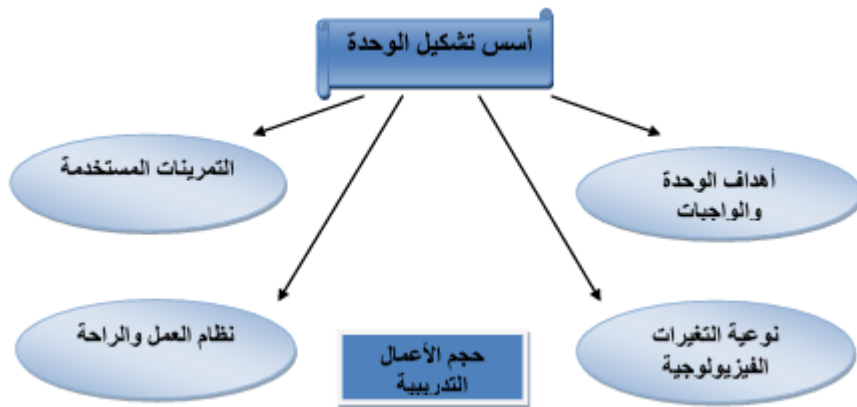 أسس تشكيل الوحدة
أهداف الوحدة
والواجبات
التمرينات المستخدمة
نوعية التغيرات
الفيزيولوجية
حجم الأعمال
التدريبية
نظام العمل والراحة